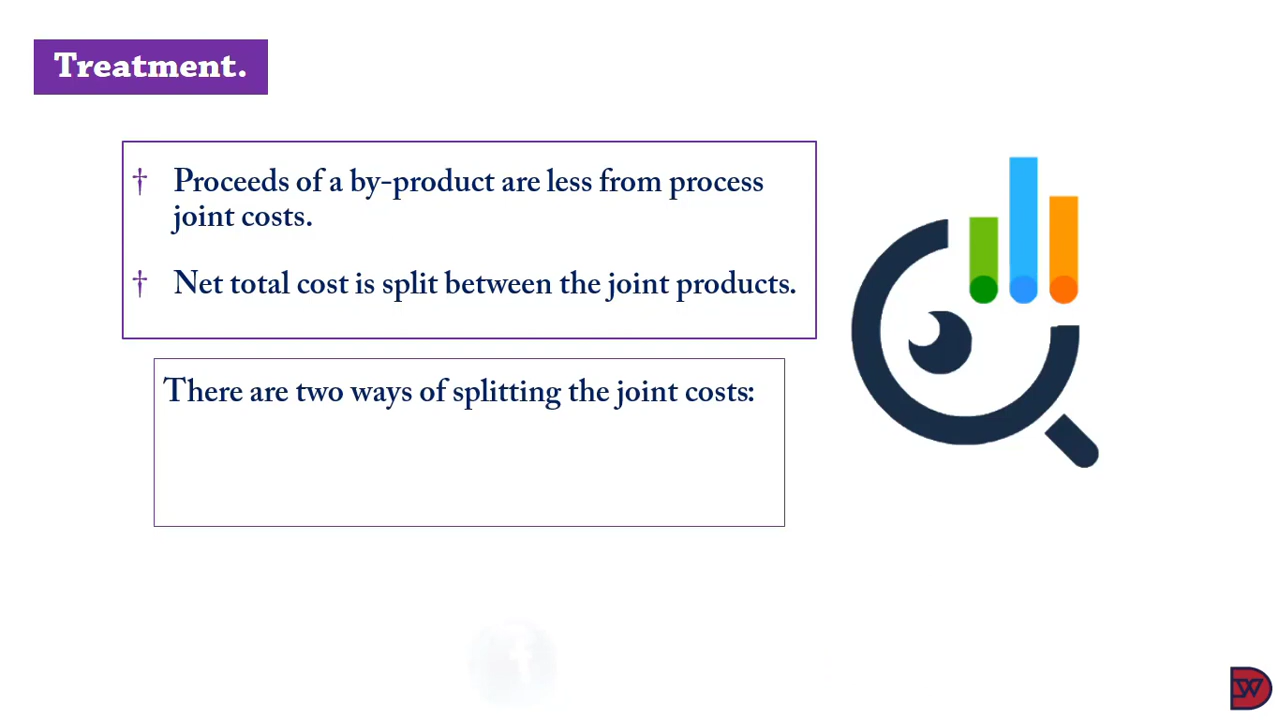 Treatment.
† Proceeds of a by-product are less from process
joint costs.
† Net total cost is split between the joint products.
There are two ways of splitting the joint costs: